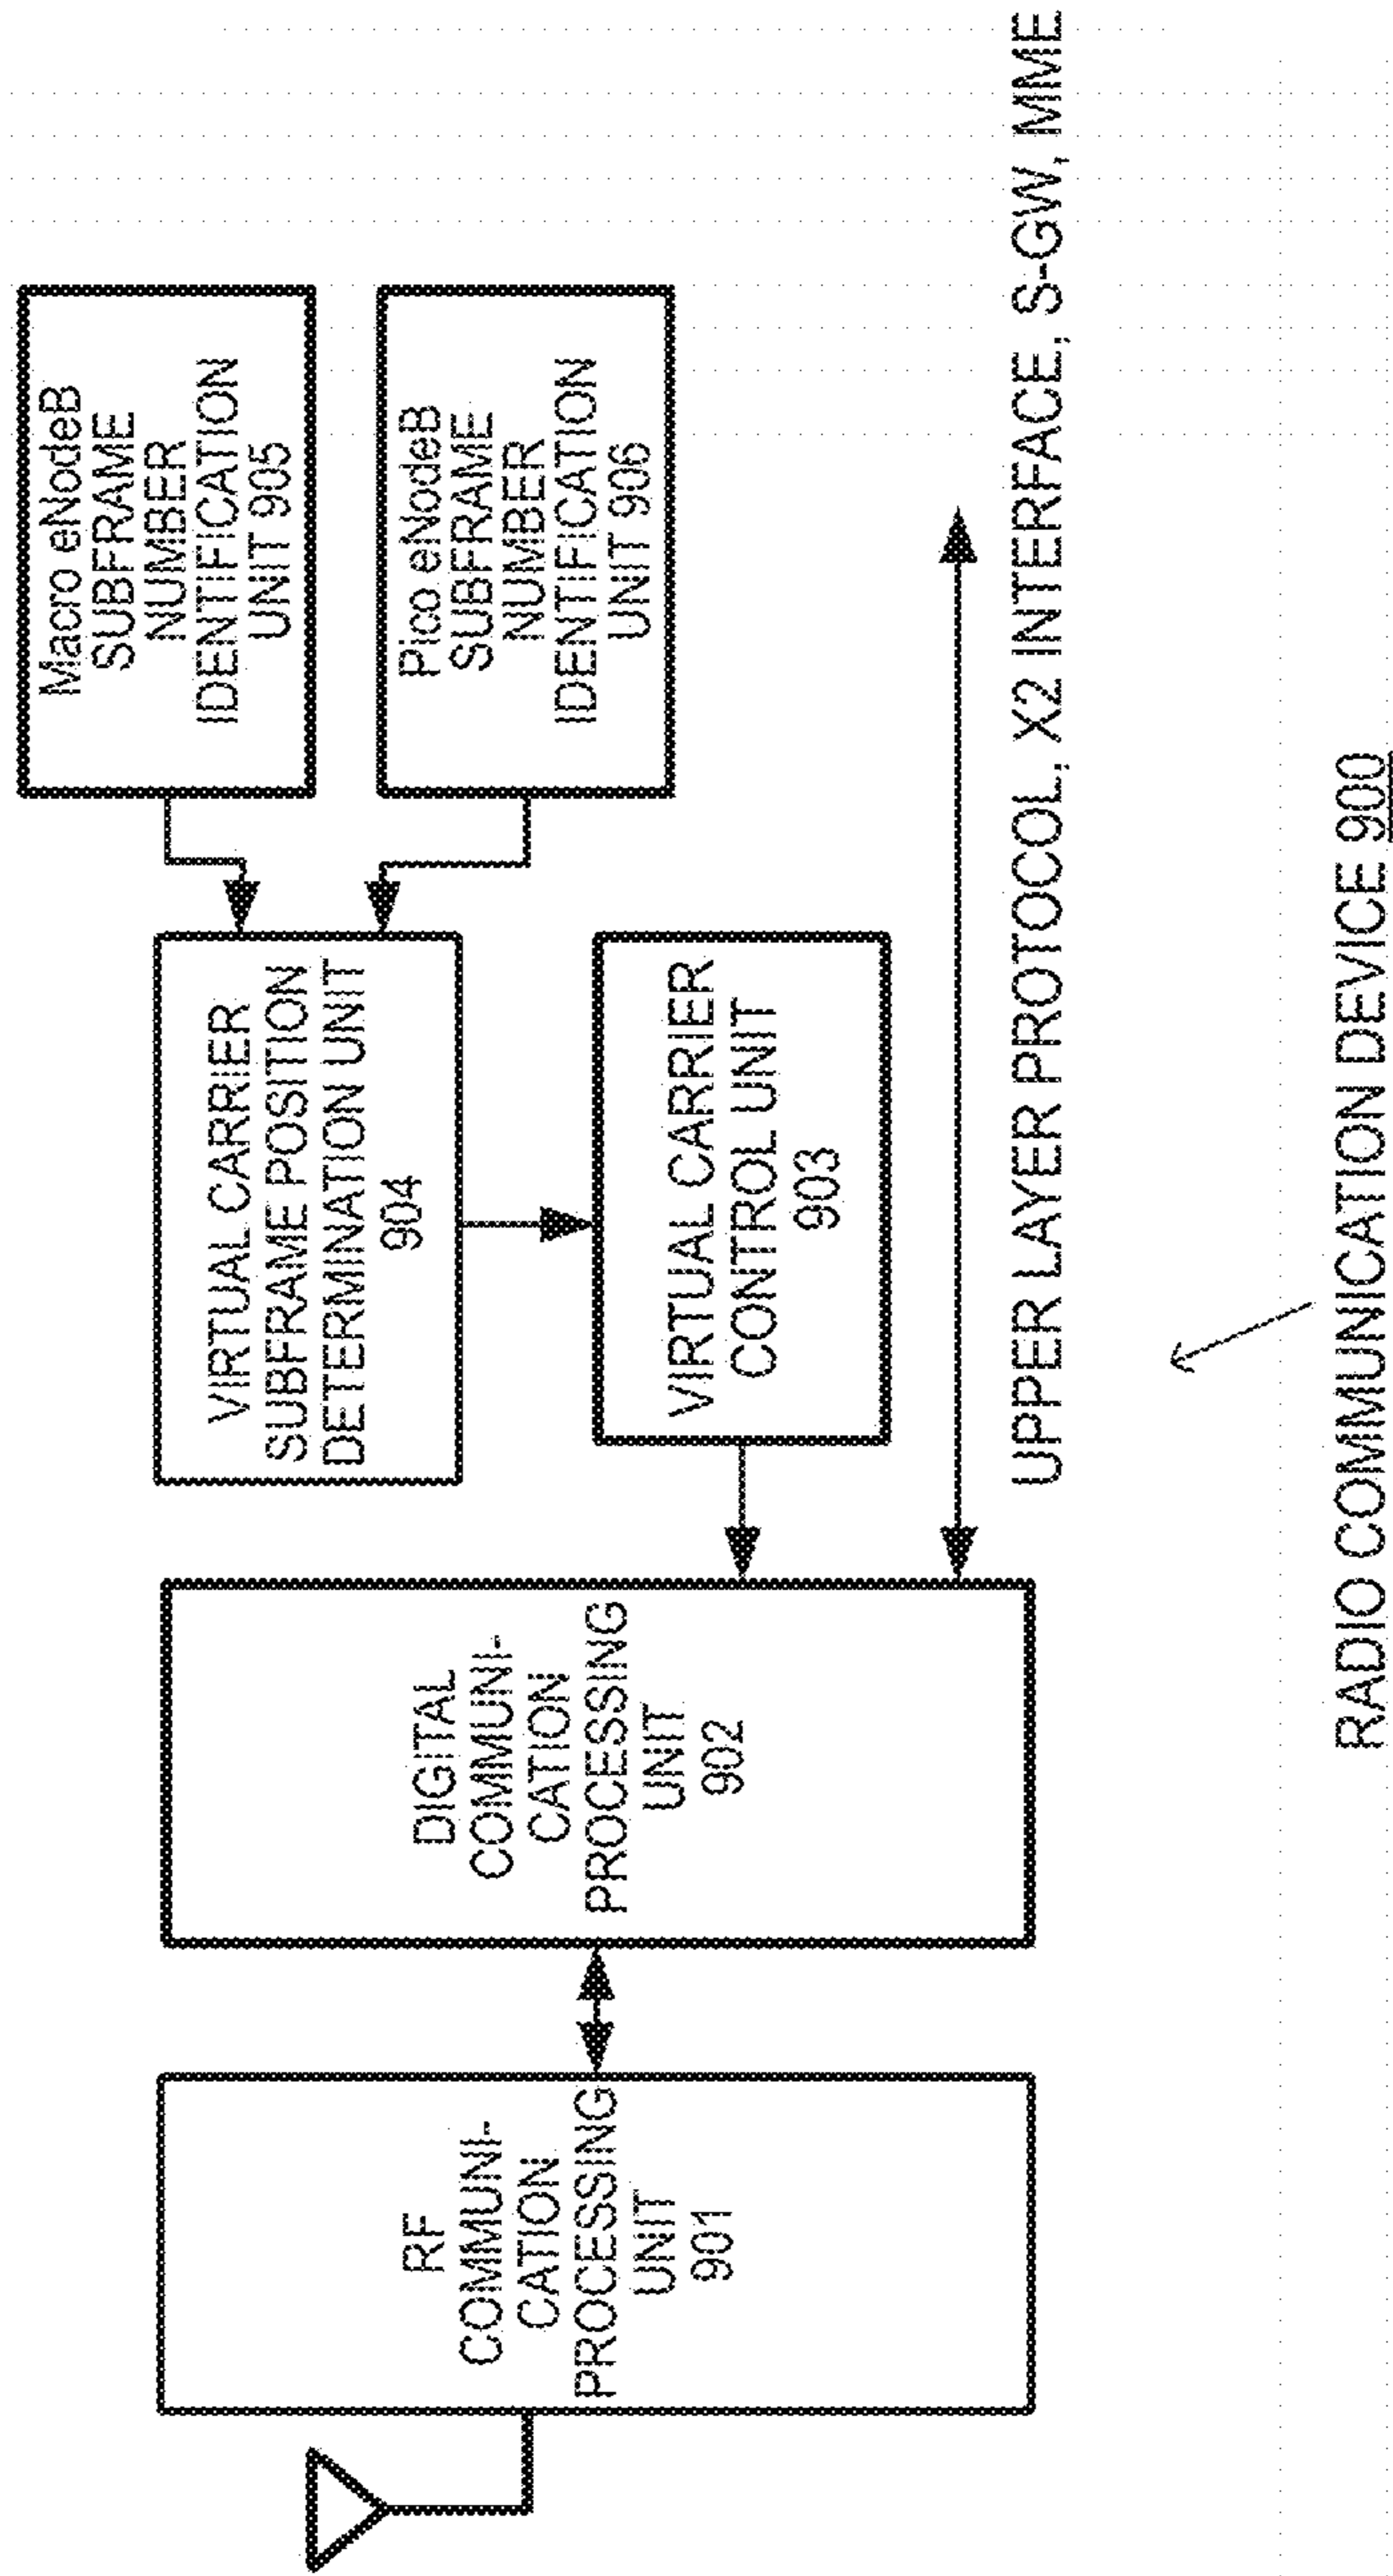 RF
COMMUNI-
CATION
PROCESSING
UNIT
901
DIGITAL
COMMUNI-
CATION
PROCESSING
UNIT
902
VIRTUAL CARRIER
SUBFRAME POSITION
DETERMINATION UNIT
904
VIRTUAL CARRIER
CONTROL UNIT
903
Macro eNodeB
SUBFRAME
NUMBER
IDENTIFICATION
UNIT 905
Pico eNodeB
SUBFRAME
NUMBER
IDENTIFICATION
UNIT 906
UPPER LAYER PROTOCOL, X2 INTERFACE, S-GW, MME
RADIO COMMUNICATION DEVICE 900